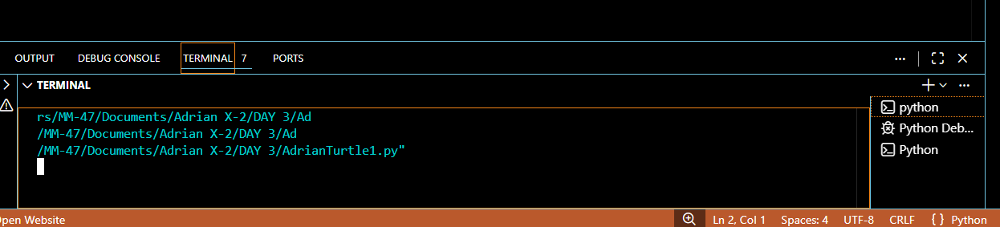 OUTPUT DEBUG CONSOLE TERMINAL 7 PORTS
TERMINAL
rs/MM-47/Documents/Adrian X-2/DAY 3/Ad
/MM-47/Documents/Adrian X-2/DAY 3/Ad
/MM-47/Documents/Adrian X-2/DAY 3/AdrianTurtle1.py"
python
Python Deb...
Python
pen Website Ln 2, Col 1 Spaces: 4 UTF-8 CRLF { } Python